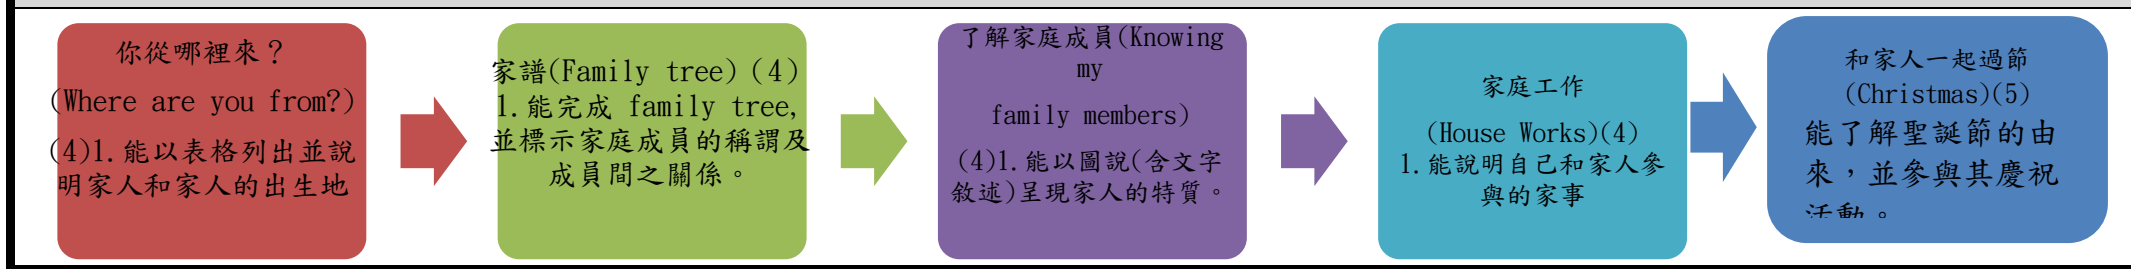 你從哪裡來？
(Where are you from?)
(4)1.能以表格列出並說
明家人和家人的出生地
家譜(Family tree) (4)
1.能完成 family tree,
並標示家庭成員的稱謂及
成員間之關係。
了解家庭成員(Knowing
my
family members)
(4)1.能以圖說(含文字
敘述)呈現家人的特質。
家庭工作
(House Works)(4)
1.能說明自己和家人參
與的家事
和家人一起過節
(Christmas)(5)
能了解聖誕節的由
來，並參與其慶祝
活動。